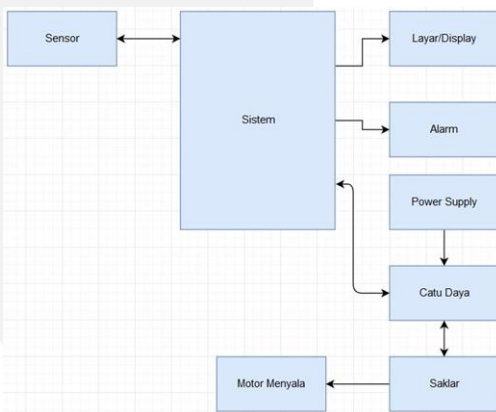 Sensor
Sistem
Layar/Display
Alarm
Power Supply
Catu Daya
Motor Menyala
Saklar